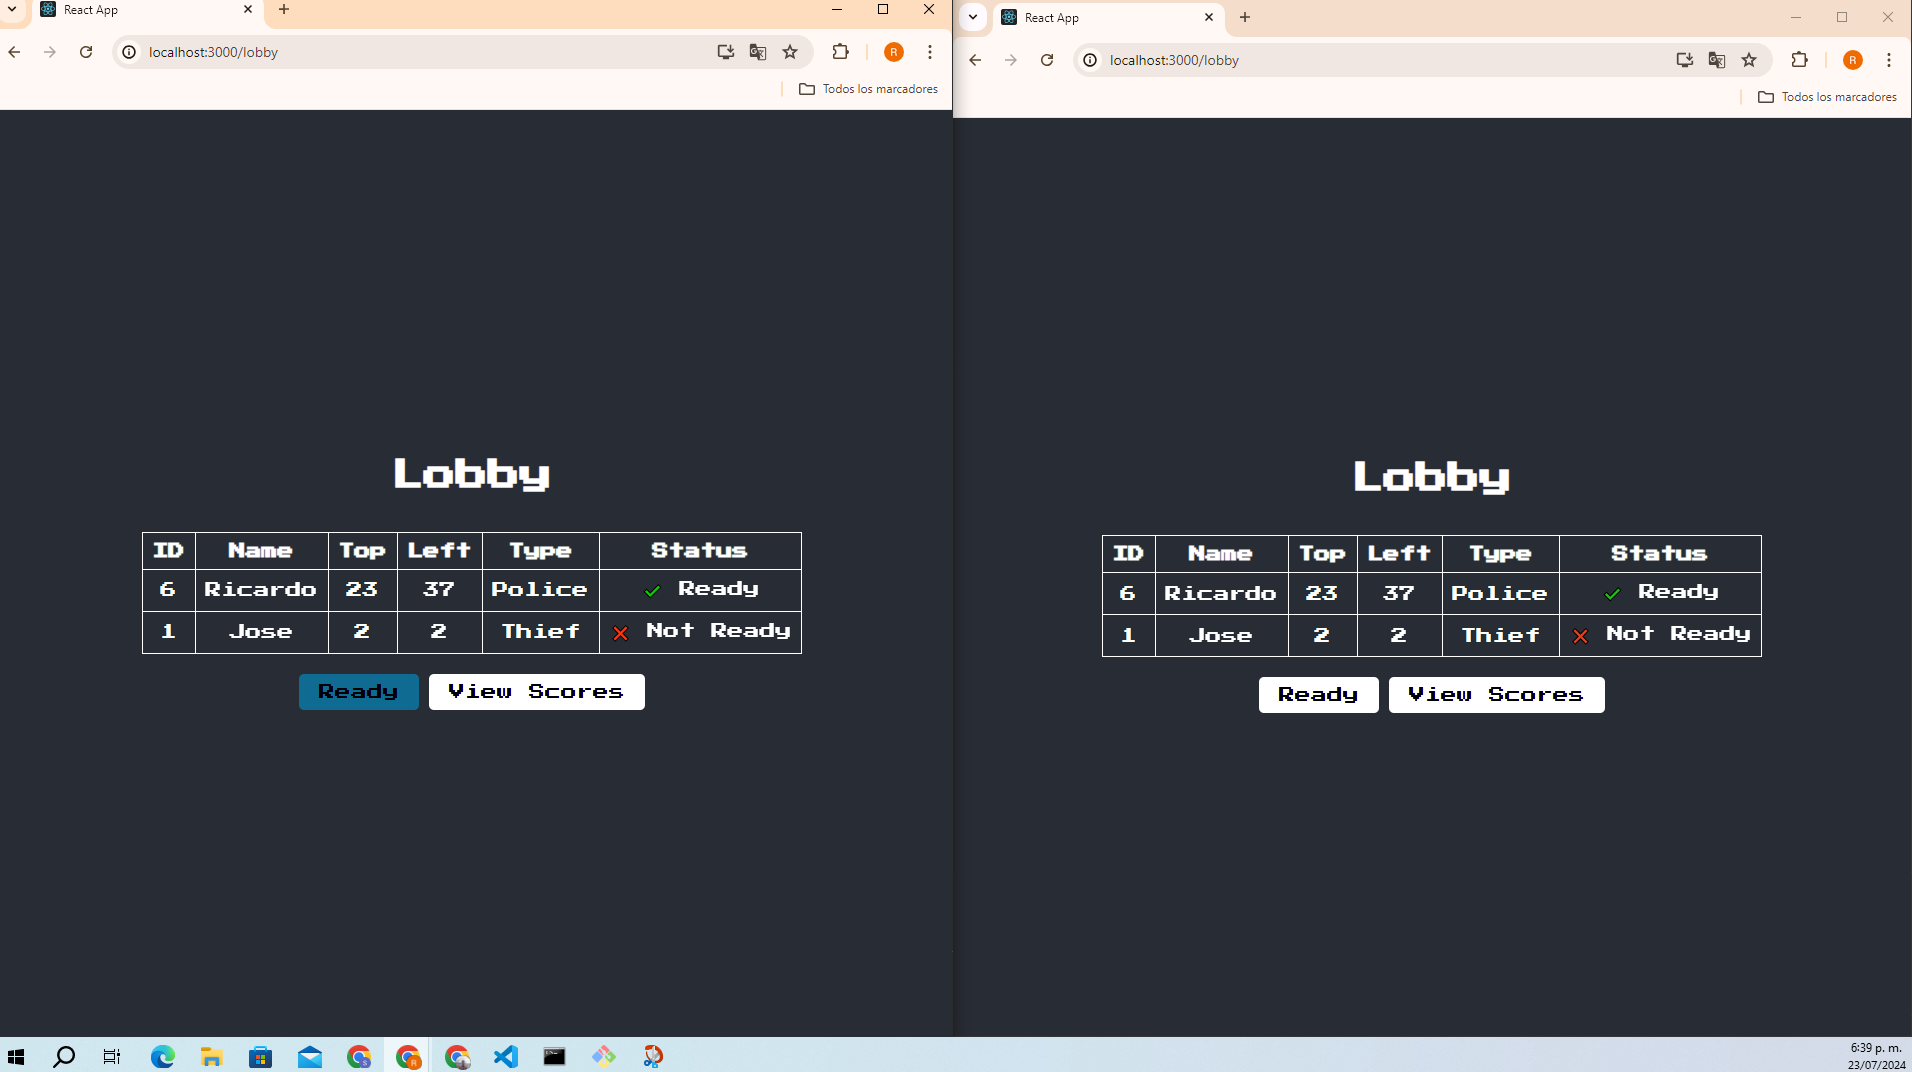 React App
localhost:3000/lobby
R
Todos los marcadores
Lobby
ID Name Top Left Type Status
6 Ricardo 23 37 Police Ready
1 Jose 2 2 Thief Not Ready
Ready View Scores
React App
localhost:3000/lobby
R
Todos los marcadores
Lobby
ID Name Top Left Type Status
6 Ricardo 23 37 Police Ready
1 Jose 2 2 Thief Not Ready
Ready View Scores
6:39 p. m.
23/07/2024